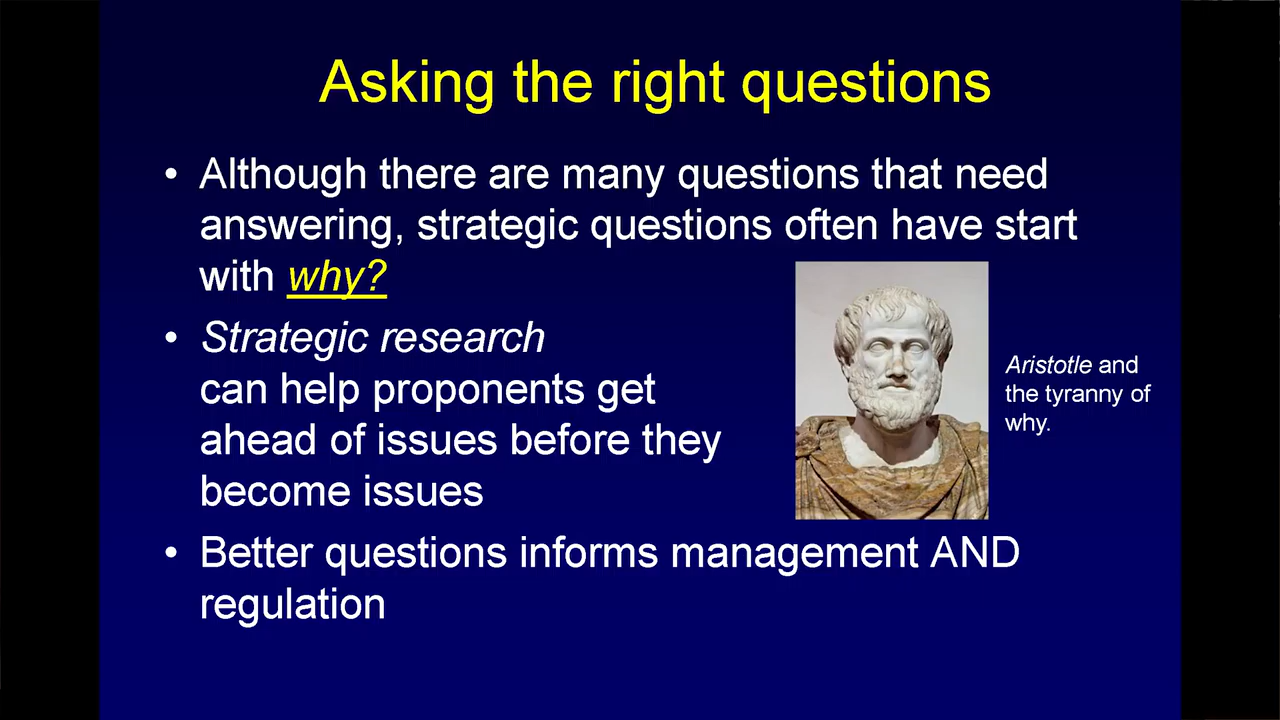 Asking the right questions
• Although there are many questions that need
answering, strategic questions often have start
with why?
• Strategic research
can help proponents get
ahead of issues before they
become issues
Aristotle and
the tyranny of
why.
• Better questions informs management AND
regulation